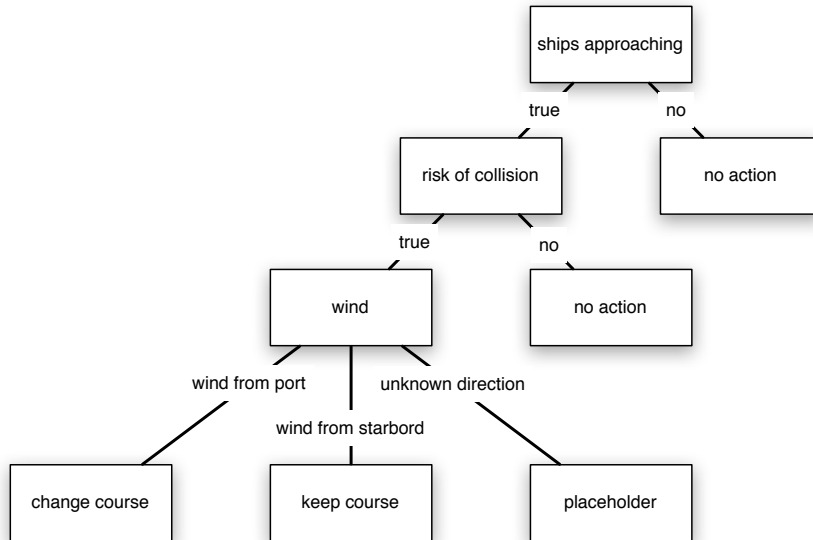 ships approaching
true
no
risk of collision
no action
true
no
wind
no action
wind from port
unknown direction
wind from starbord
change course
keep course
placeholder